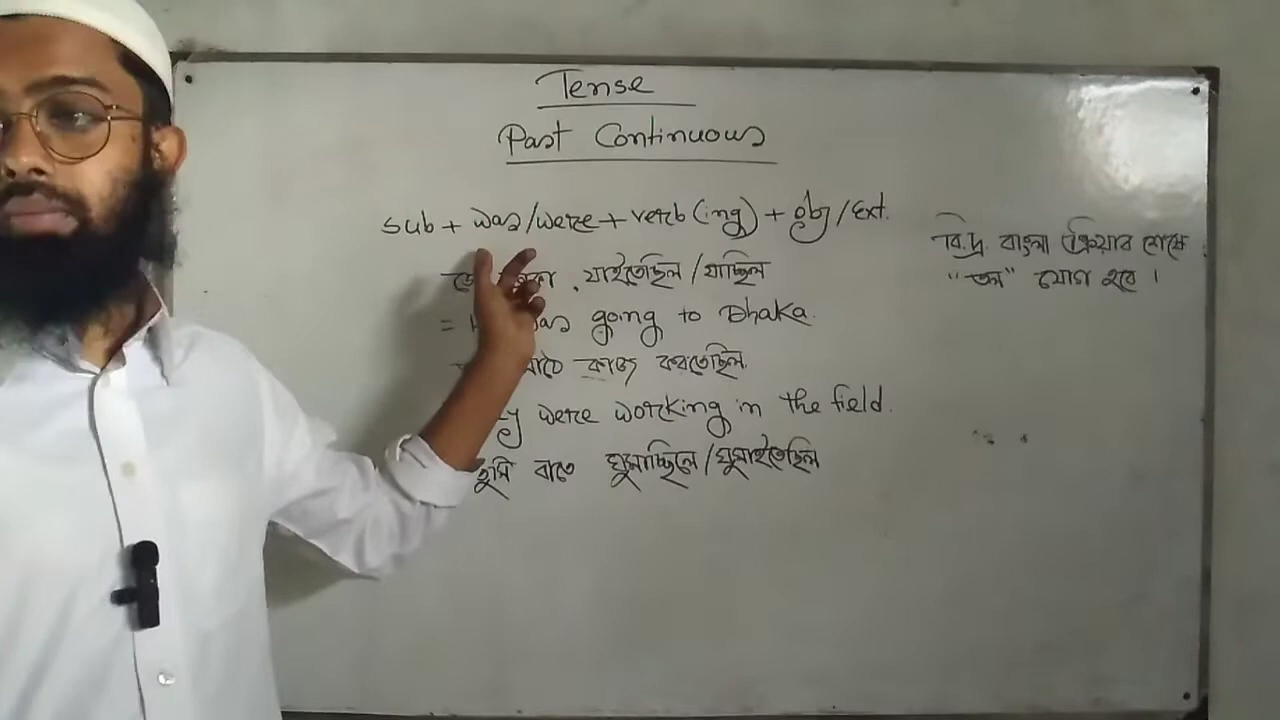 Tense
Past Continuous
Sub + was/were + verb(ing) + obj/Ext.
যাইতেছিল/যাচ্ছিল
= was going to Dhaka.
কাজ করতেছিল.
were working in the field.
তুমি রাতে ঘুমাচ্ছিলে/ঘুমাইতেছিল
বি.দ্র. বাংলা ক্রিয়ার শেষে
যোগ হবে।